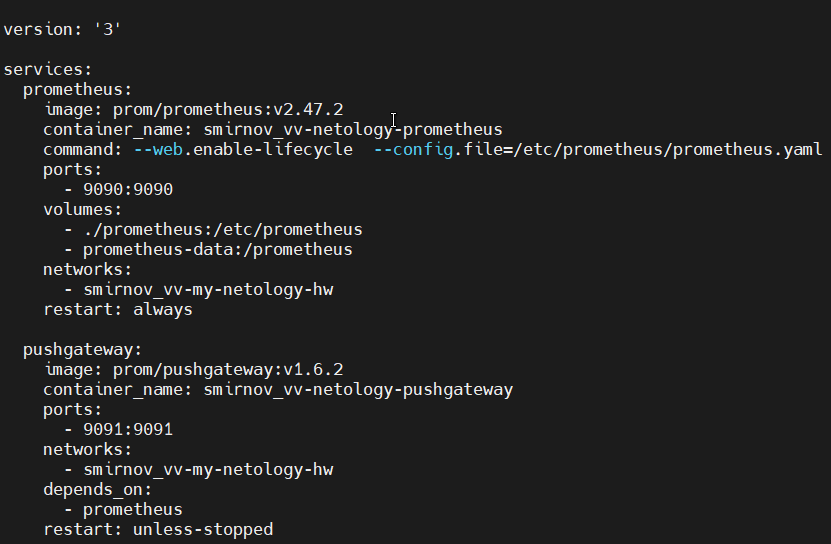 version: '3'

services:
  prometheus:
    image: prom/prometheus:v2.47.2
    container_name: smirnov_vv-netology-prometheus
    command: --web.enable-lifecycle  --config.file=/etc/prometheus/prometheus.yaml
    ports:
      - 9090:9090
    volumes:
      - ./prometheus:/etc/prometheus
      - prometheus-data:/prometheus
    networks:
      - smirnov_vv-my-netology-hw
    restart: always

  pushgateway:
    image: prom/pushgateway:v1.6.2
    container_name: smirnov_vv-netology-pushgateway
    ports:
      - 9091:9091
    networks:
      - smirnov_vv-my-netology-hw
    depends_on:
      - prometheus
    restart: unless-stopped